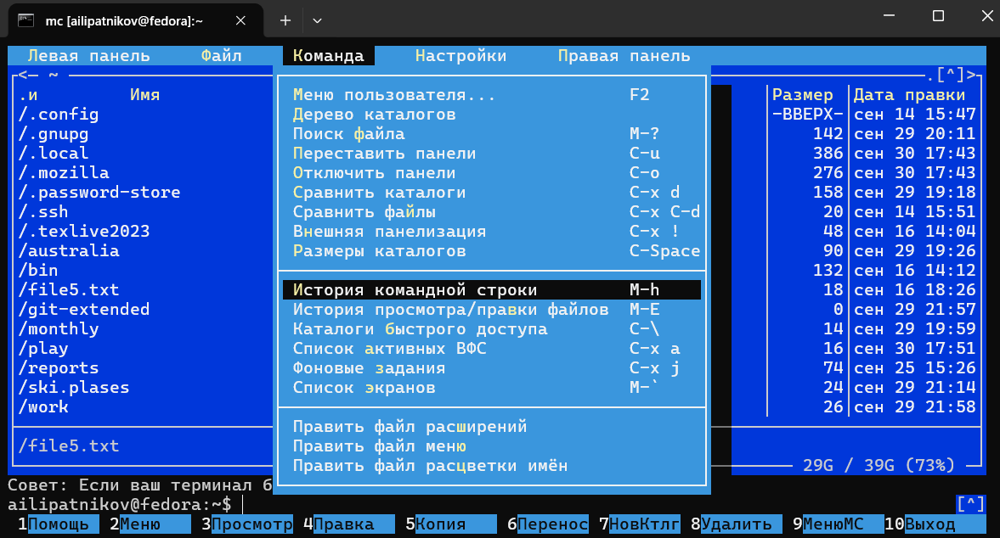 mc [ailipatnikov@fedora]:~
Левая панель Файл Команда Настройки Правая панель
<— ~ .[^]>
.и Имя Меню пользователя... F2 Размер Дата правки
/.config Дерево каталогов -ВВЕРХ- сен 14 15:47
/.gnupg Поиск файла M-? 142 сен 29 20:11
/.local Переставить панели C-u 386 сен 30 17:43
/.mozilla Отключить панели C-o 276 сен 30 17:43
/.password-store Сравнить каталоги C-x d 158 сен 29 19:18
/.ssh Сравнить файлы C-x C-d 20 сен 14 15:51
/.texlive2023 Внешняя панелизация C-x ! 48 сен 16 14:04
/australia Размеры каталогов C-Space 90 сен 29 19:26
/bin 132 сен 16 14:12
/file5.txt История командной строки M-h 18 сен 16 18:26
/git-extended История просмотра/правки файлов M-E 0 сен 29 21:57
/monthly Каталоги быстрого доступа C-\ 14 сен 29 19:59
/play Список активных ВФС C-x a 16 сен 30 17:51
/reports Фоновые задания C-x j 74 сен 25 15:26
/ski.plases Список экранов M-` 24 сен 29 21:14
/work 26 сен 29 21:58
Править файл расширений
/file5.txt Править файл меню
Править файл расцветки имён 29G / 39G (73%)
Совет: Если ваш терминал б
ailipatnikov@fedora:~$ [^]
1Помощь 2Меню 3Просмотр 4Правка 5Копия 6Перенос 7НовКтлг 8Удалить 9МенюMC 10Выход